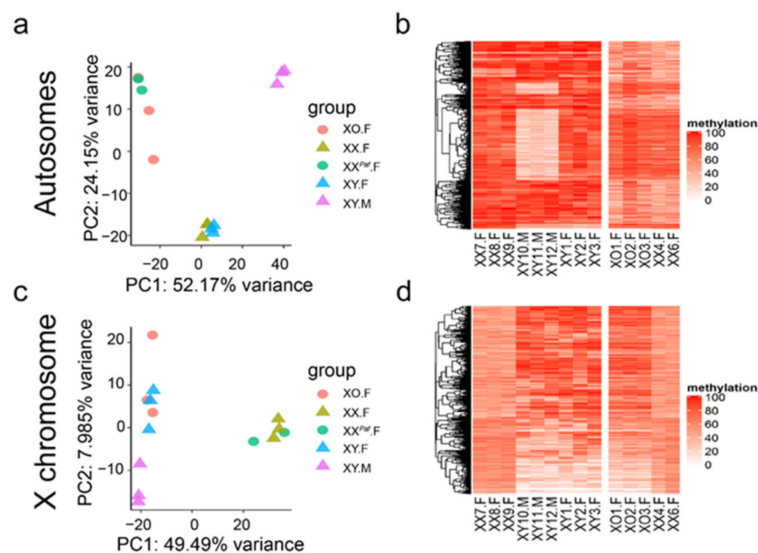 a
Autosomes
PC2: 24.15% variance
20
10
0
−10
−20
−20 0 20 40
PC1: 52.17% variance
group
XO.F
XX.F
XXPaf.F
XY.F
XY.M
b
methylation
100
80
60
40
20
0
XX7.F
XX8.F
XX9.F
XY10.M
XY11.M
XY12.M
XY1.F
XY2.F
XY3.F
XO1.F
XO2.F
XO3.F
XX4.F
XX6.F
c
X chromosome
PC2: 7.985% variance
20
10
0
−10
−20 0 20
PC1: 49.49% variance
group
XO.F
XX.F
XXPaf.F
XY.F
XY.M
d
methylation
100
80
60
40
20
0
XX7.F
XX8.F
XX9.F
XY10.M
XY11.M
XY12.M
XY1.F
XY2.F
XY3.F
XO1.F
XO2.F
XO3.F
XX4.F
XX6.F